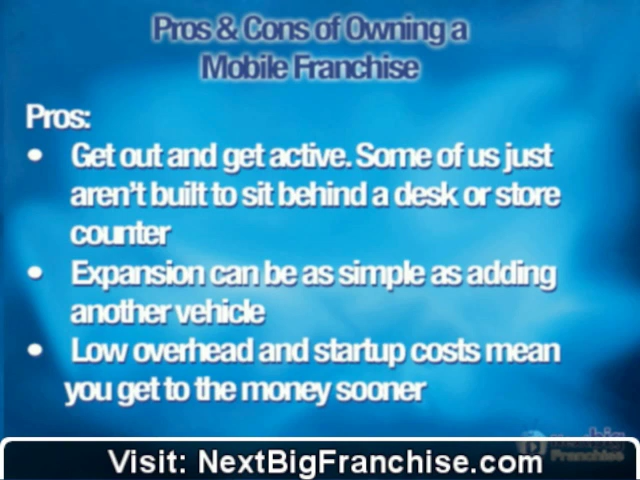 Pros & Cons of Owning a
Mobile Franchise
Pros:
• Get out and get active. Some of us just
aren't built to sit behind a desk or store
counter
• Expansion can be as simple as adding
another vehicle
• Low overhead and startup costs mean
you get to the money sooner
nextbig
Franchise
Visit: NextBigFranchise.com